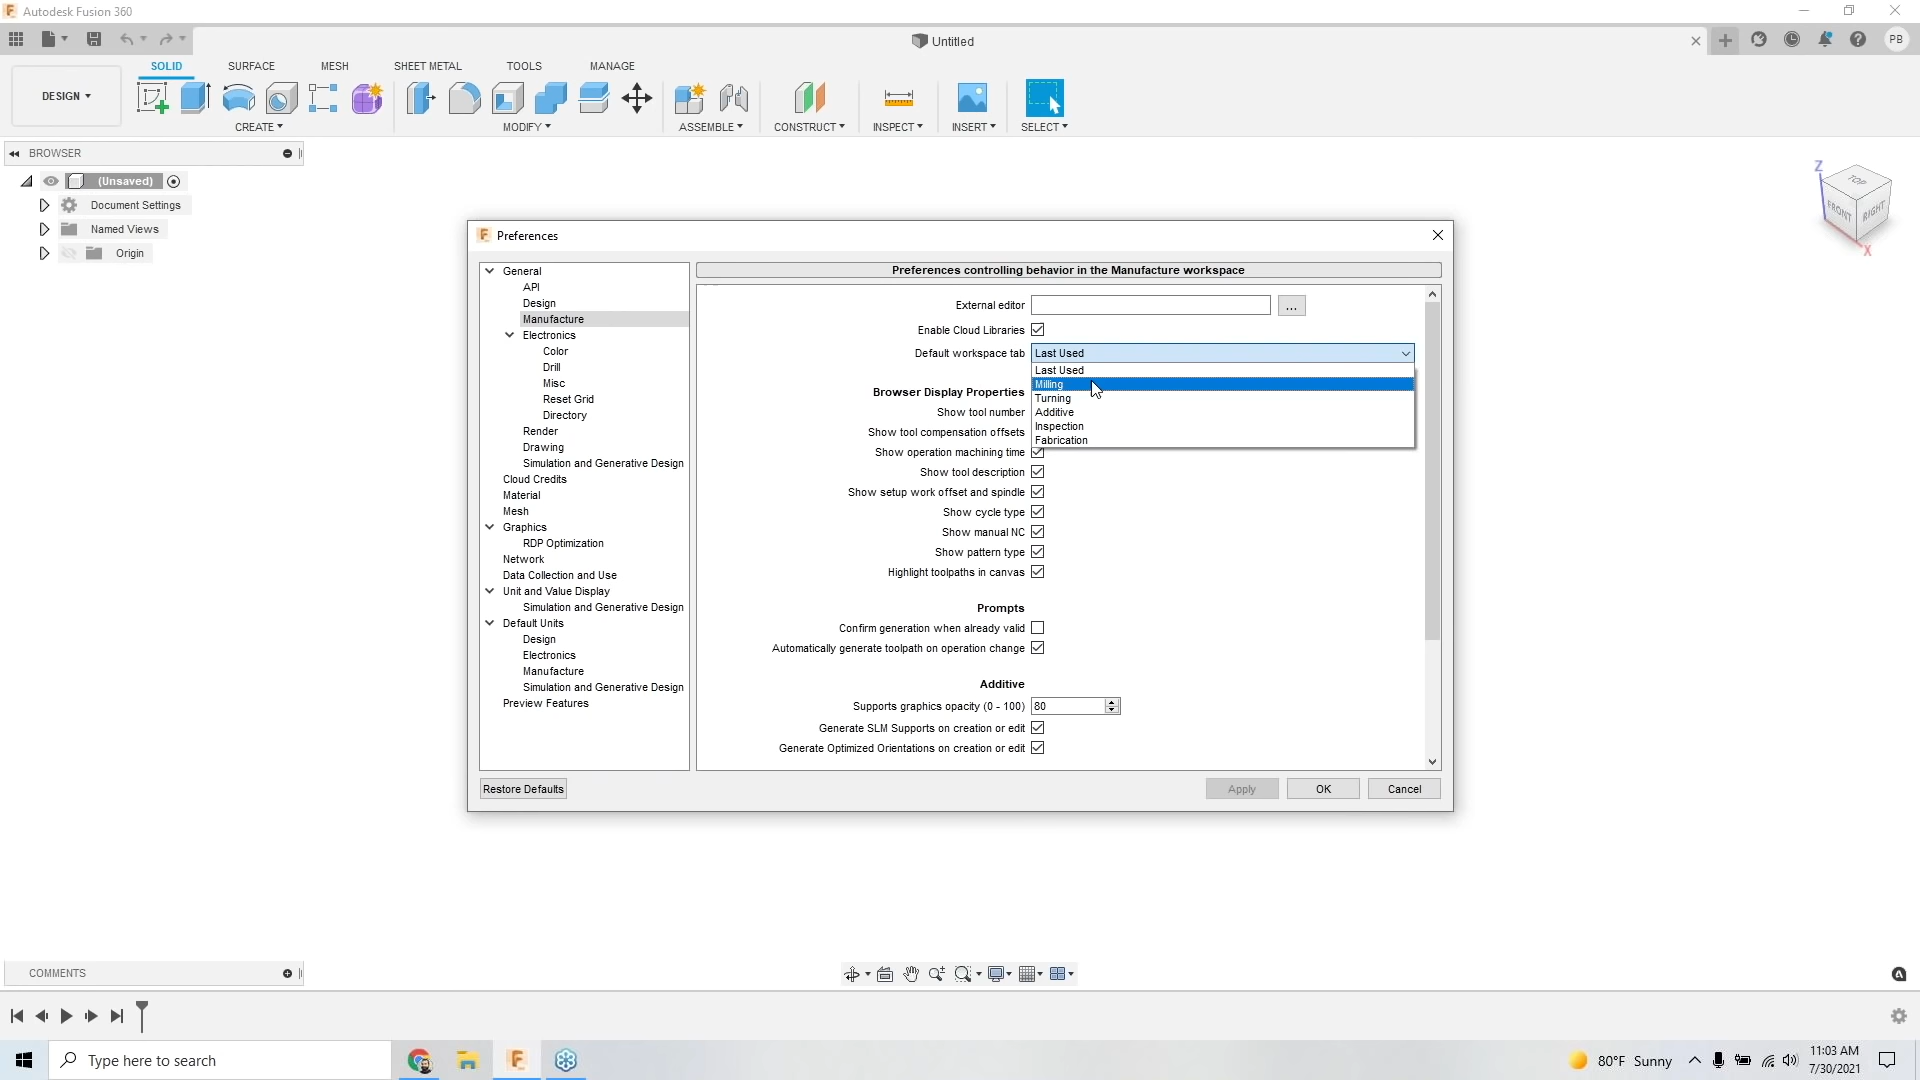 Autodesk Fusion 360
Untitled
PB
DESIGN
SOLID SURFACE MESH SHEET METAL TOOLS MANAGE
CREATE MODIFY ASSEMBLE CONSTRUCT INSPECT INSERT SELECT
BROWSER
(Unsaved)
Document Settings
Named Views
Origin
Z
TOP
FRONT
RIGHT
X
Preferences
General
API
Design
Manufacture
Electronics
Color
Drill
Misc
Reset Grid
Directory
Render
Drawing
Simulation and Generative Design
Cloud Credits
Material
Mesh
Graphics
RDP Optimization
Network
Data Collection and Use
Unit and Value Display
Simulation and Generative Design
Default Units
Design
Electronics
Manufacture
Simulation and Generative Design
Preview Features
Preferences controlling behavior in the Manufacture workspace
External editor ...
Enable Cloud Libraries
Default workspace tab Last Used
Last Used
Milling
Turning
Additive
Inspection
Fabrication
Browser Display Properties
Show tool number
Show tool compensation offsets
Show operation machining time
Show tool description
Show setup work offset and spindle
Show cycle type
Show manual NC
Show pattern type
Highlight toolpaths in canvas
Prompts
Confirm generation when already valid
Automatically generate toolpath on operation change
Additive
Supports graphics opacity (0 - 100) 80
Generate SLM Supports on creation or edit
Generate Optimized Orientations on creation or edit
Restore Defaults Apply OK Cancel
COMMENTS
Type here to search
80°F Sunny
11:03 AM
7/30/2021